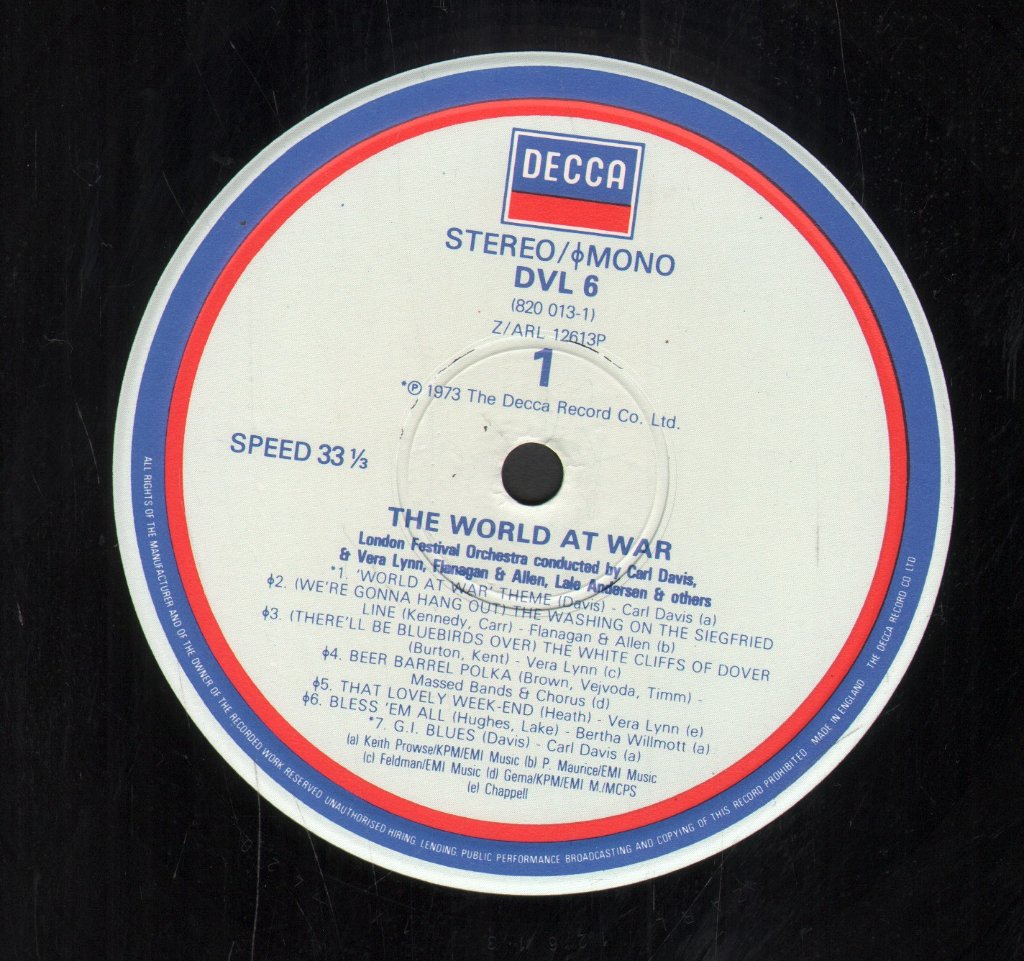 DECCA
STEREO/ϕMONO
DVL 6
(820 013-1)
Z/ARL 12613P
1
*℗ 1973 The Decca Record Co. Ltd.
SPEED 33⅓
THE WORLD AT WAR
London Festival Orchestra conducted by Carl Davis,
& Vera Lynn, Flanagan & Allen, Lale Andersen & others
*1. 'WORLD AT WAR' THEME (Davis) - Carl Davis (a)
ϕ2. (WE'RE GONNA HANG OUT) THE WASHING ON THE SIEGFRIED
LINE (Kennedy, Carr) - Flanagan & Allen (b)
ϕ3. (THERE'LL BE BLUEBIRDS OVER) THE WHITE CLIFFS OF DOVER
(Burton, Kent) - Vera Lynn (c)
ϕ4. BEER BARREL POLKA (Brown, Vejvoda, Timm) -
Massed Bands & Chorus (d)
ϕ5. THAT LOVELY WEEK-END (Heath) - Vera Lynn (e)
ϕ6. BLESS 'EM ALL (Hughes, Lake) - Bertha Willmott (a)
*7. G.I. BLUES (Davis) - Carl Davis (a)
(a) Keith Prowse/KPM/EMI Music (b) P. Maurice/EMI Music
(c) Feldman/EMI Music (d) Gema/KPM/EMI M./MCPS
(e) Chappell
ALL RIGHTS OF THE MANUFACTURER AND OF THE OWNER OF THE RECORDED WORK RESERVED UNAUTHORISED HIRING, LENDING, PUBLIC PERFORMANCE BROADCASTING AND COPYING OF THIS RECORD PROHIBITED MADE IN ENGLAND THE DECCA RECORD CO LTD